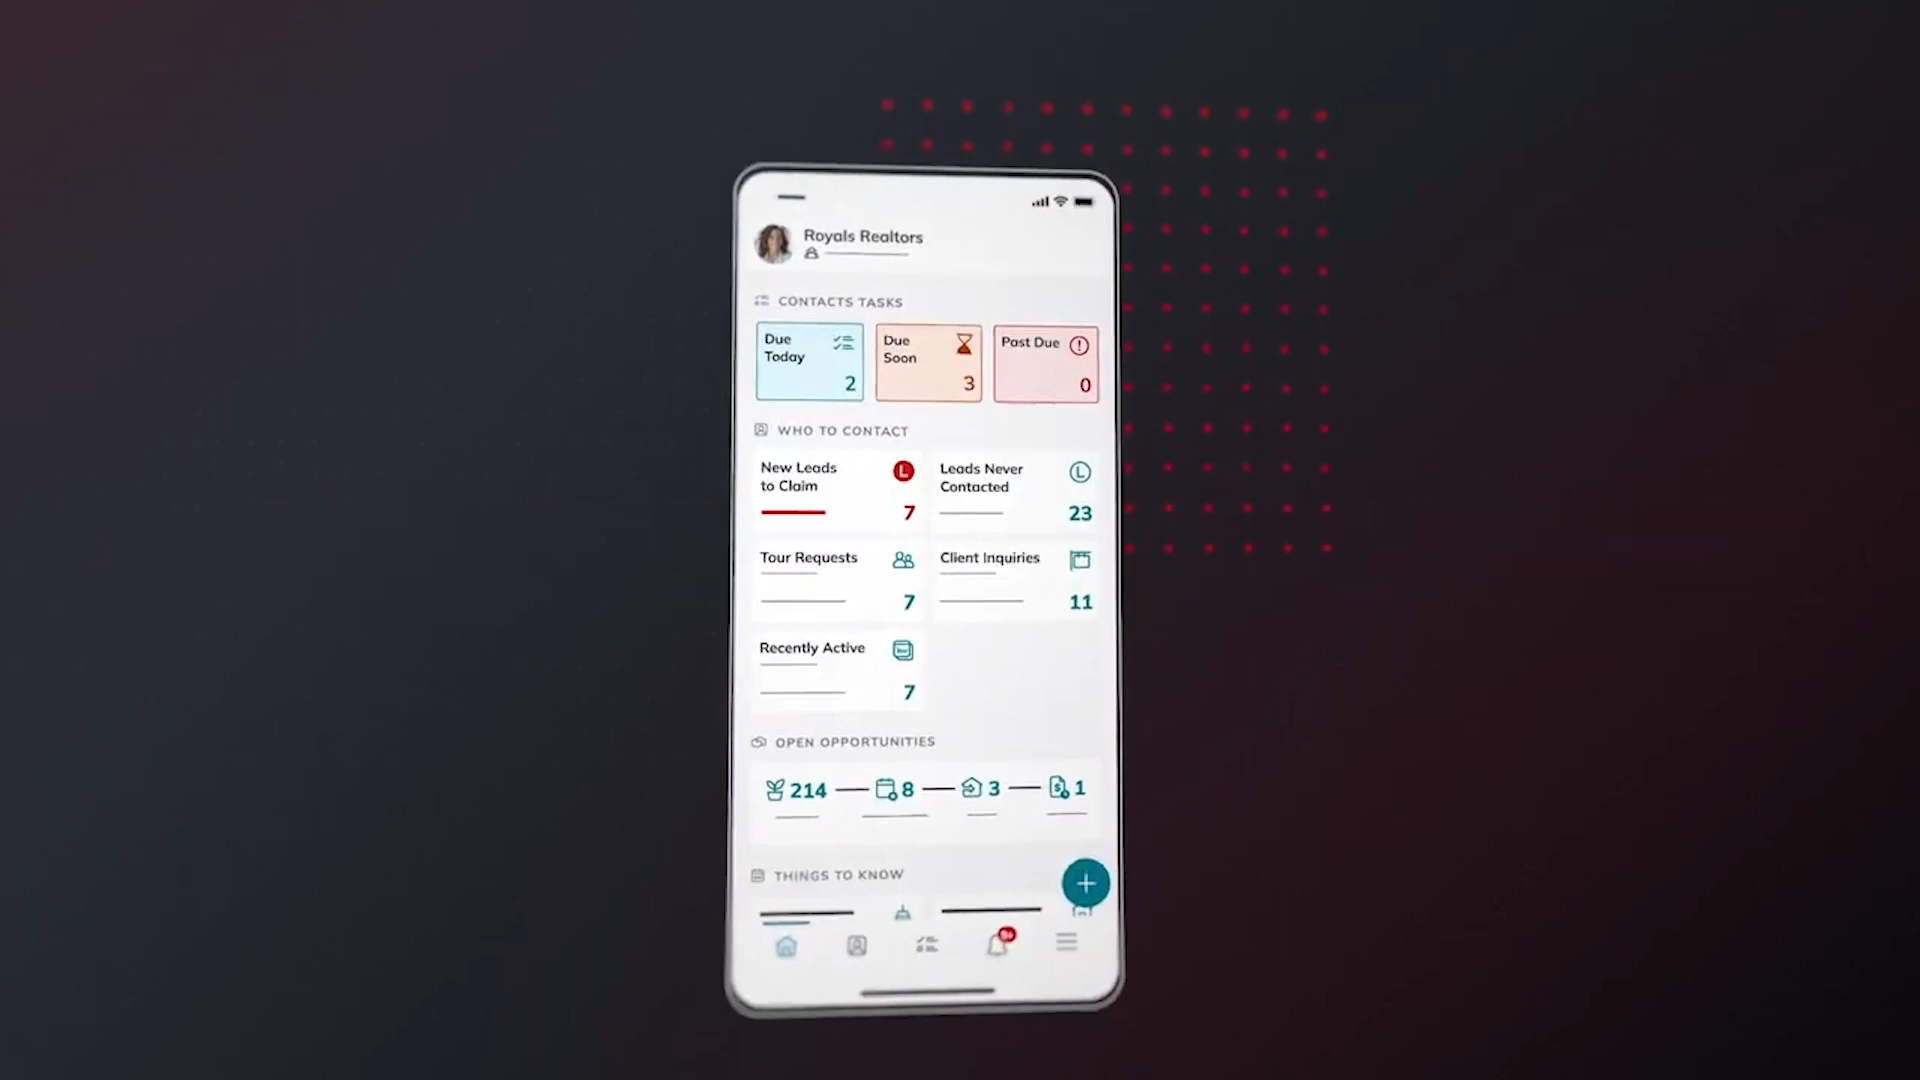 Royals Realtors
CONTACTS TASKS
Due
Today
2
Due
Soon
3
Past Due
0
WHO TO CONTACT
New Leads
to Claim
7
Leads Never
Contacted
23
Tour Requests
7
Client Inquiries
11
Recently Active
7
OPEN OPPORTUNITIES
214
8
3
1
THINGS TO KNOW